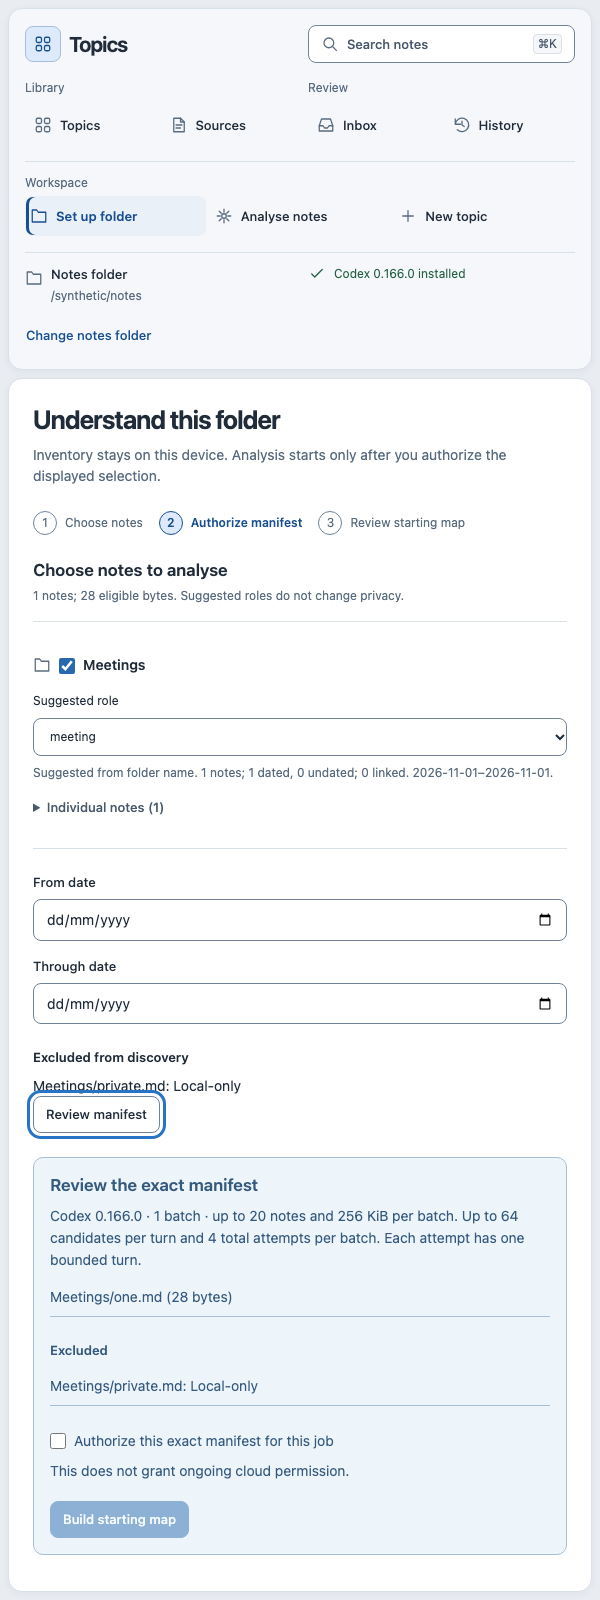 Topics
Search notes
⌘K
Library
Review
Topics
Sources
Inbox
History
Workspace
Set up folder
Analyse notes
New topic
Notes folder
/synthetic/notes
Codex 0.166.0 installed
Change notes folder
Understand this folder
Inventory stays on this device. Analysis starts only after you authorize the
displayed selection.
1 Choose notes
2 Authorize manifest
3 Review starting map
Choose notes to analyse
1 notes; 28 eligible bytes. Suggested roles do not change privacy.
Meetings
Suggested role
meeting
Suggested from folder name. 1 notes; 1 dated, 0 undated; 0 linked. 2026-11-01–2026-11-01.
Individual notes (1)
From date
dd/mm/yyyy
Through date
dd/mm/yyyy
Excluded from discovery
Meetings/private.md: Local-only
Review manifest
Review the exact manifest
Codex 0.166.0 · 1 batch · up to 20 notes and 256 KiB per batch. Up to 64
candidates per turn and 4 total attempts per batch. Each attempt has one
bounded turn.
Meetings/one.md (28 bytes)
Excluded
Meetings/private.md: Local-only
Authorize this exact manifest for this job
This does not grant ongoing cloud permission.
Build starting map